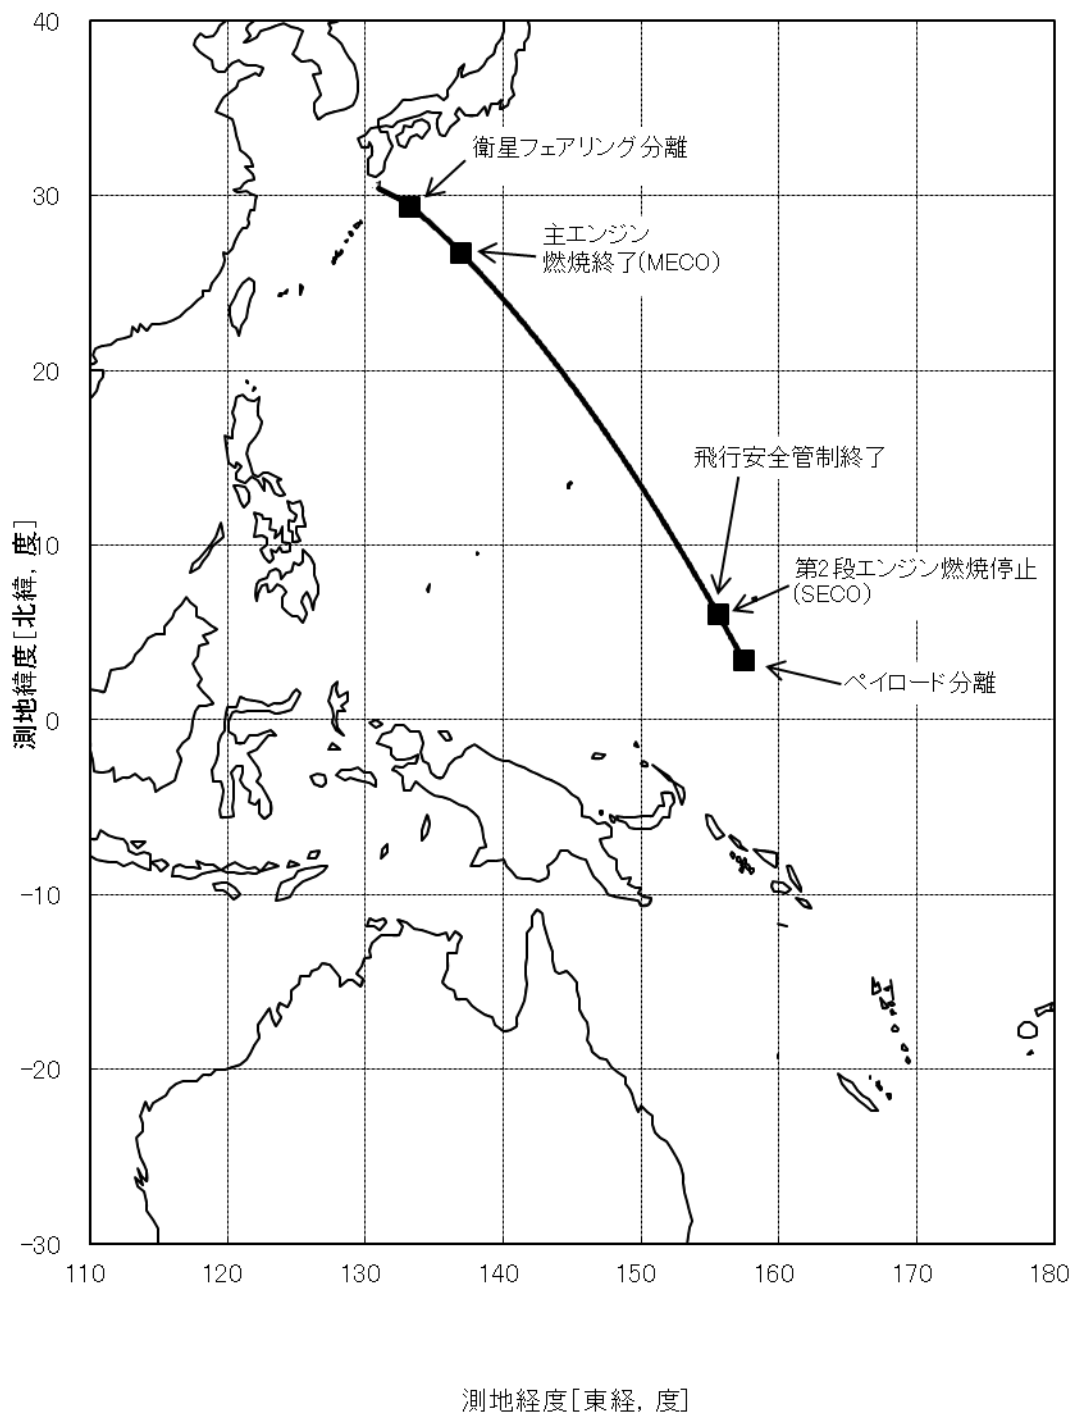 40
衛星フェアリング分離
30
主エンジン
燃焼終了(MECO)
20
飛行安全管制終了
10
第2段エンジン燃焼停止
(SECO)
ペイロード分離
0
-10
-20
-30
測地緯度[北緯, 度]
110 120 130 140 150 160 170 180
測地経度[東経, 度]